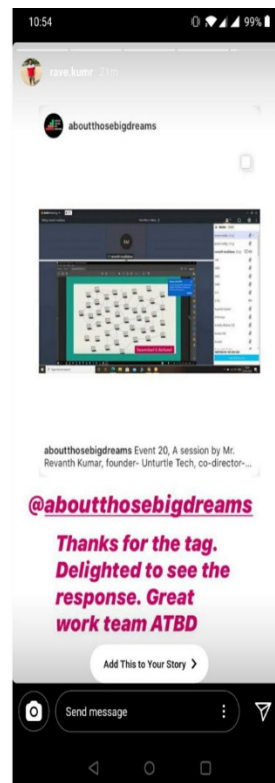 10:54
99%
rave.kumr 21m
aboutthosebigdreams
aboutthosebigdreams Event 20, A session by Mr.
Revanth Kumar, founder- Unturtle Tech, co-director-...
@aboutthosebigdreams
Thanks for the tag.
Delighted to see the
response. Great
work team ATBD
Add This to Your Story
Send message